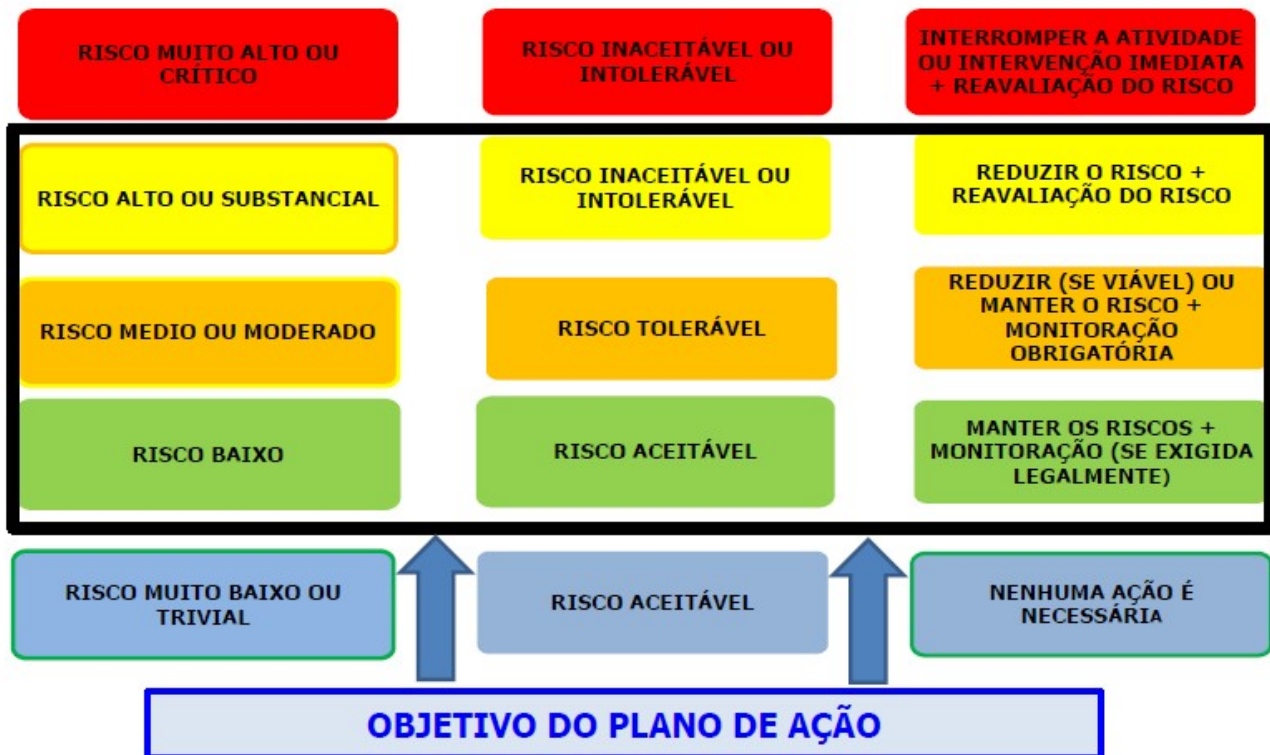 RISCO MUITO ALTO OU
CRÍTICO
RISCO INACEITÁVEL OU
INTOLERÁVEL
INTERROMPER A ATIVIDADE
OU INTERVENÇÃO IMEDIATA
+ REAVALIAÇÃO DO RISCO
RISCO ALTO OU SUBSTANCIAL
RISCO INACEITÁVEL OU
INTOLERÁVEL
REDUZIR O RISCO +
REAVALIAÇÃO DO RISCO
RISCO MEDIO OU MODERADO
RISCO TOLERÁVEL
REDUZIR (SE VIÁVEL) OU
MANTER O RISCO +
MONITORAÇÃO
OBRIGATÓRIA
RISCO BAIXO
RISCO ACEITÁVEL
MANTER OS RISCOS +
MONITORAÇÃO (SE EXIGIDA
LEGALMENTE)
RISCO MUITO BAIXO OU
TRIVIAL
RISCO ACEITÁVEL
NENHUMA AÇÃO É
NECESSÁRIA
OBJETIVO DO PLANO DE AÇÃO